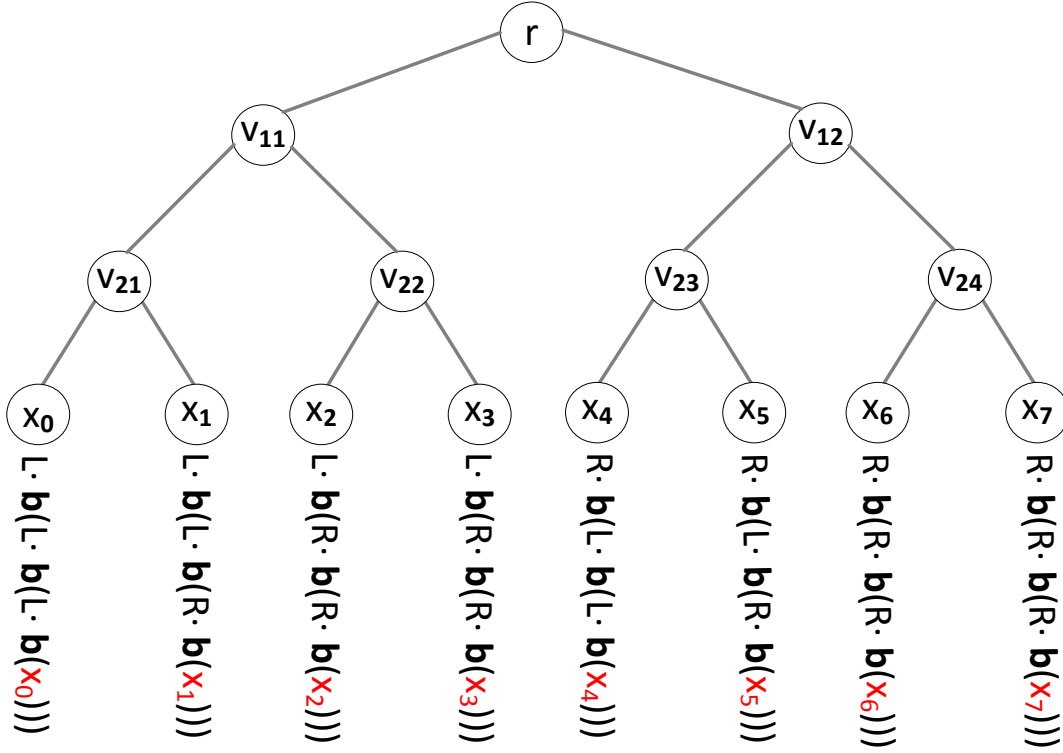 r
v₁₁
v₁₂
v₂₁
v₂₂
v₂₃
v₂₄
x₀
x₁
x₂
x₃
x₄
x₅
x₆
x₇
L· b(L· b(L· b(x₀))))
L· b(L· b(R· b(x₁))))
L· b(R· b(R· b(x₂))))
L· b(R· b(R· b(x₃))))
R· b(L· b(L· b(x₄))))
R· b(L· b(R· b(x₅))))
R· b(R· b(R· b(x₆))))
R· b(R· b(R· b(x₇))))